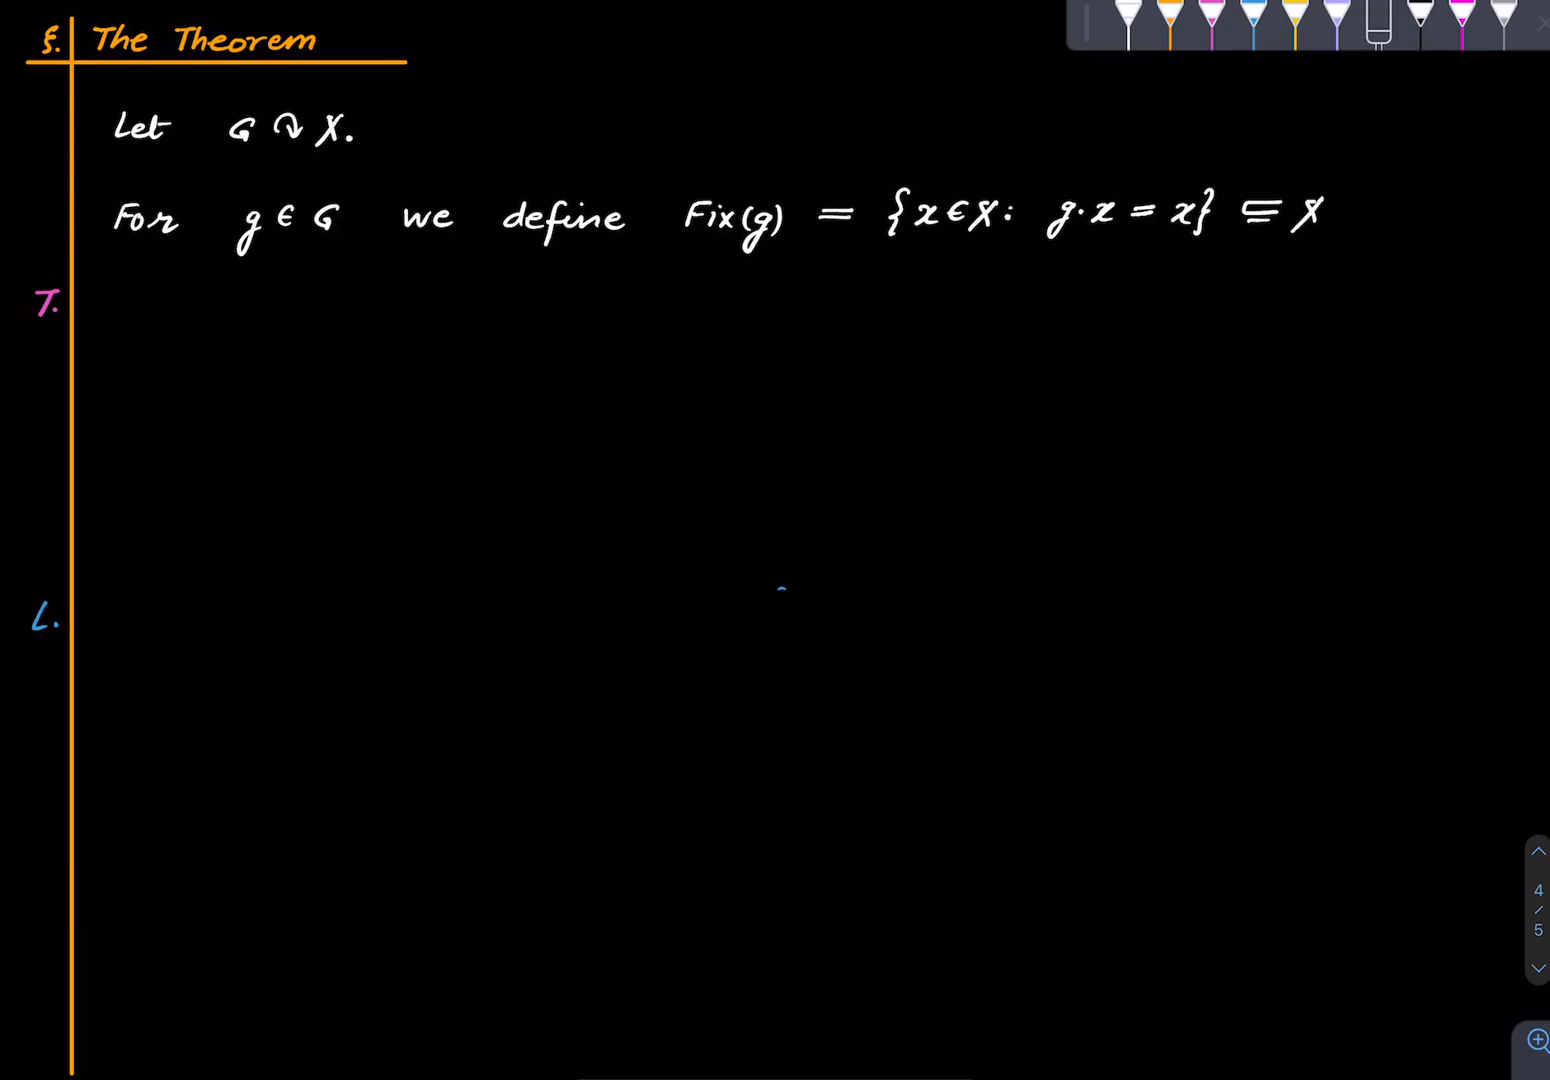 §. The Theorem
Let G ↷ X.
For g ∈ G we define Fix(g) = {x ∈ X: g·x = x} ⊆ X
T.
L.
4
/
5